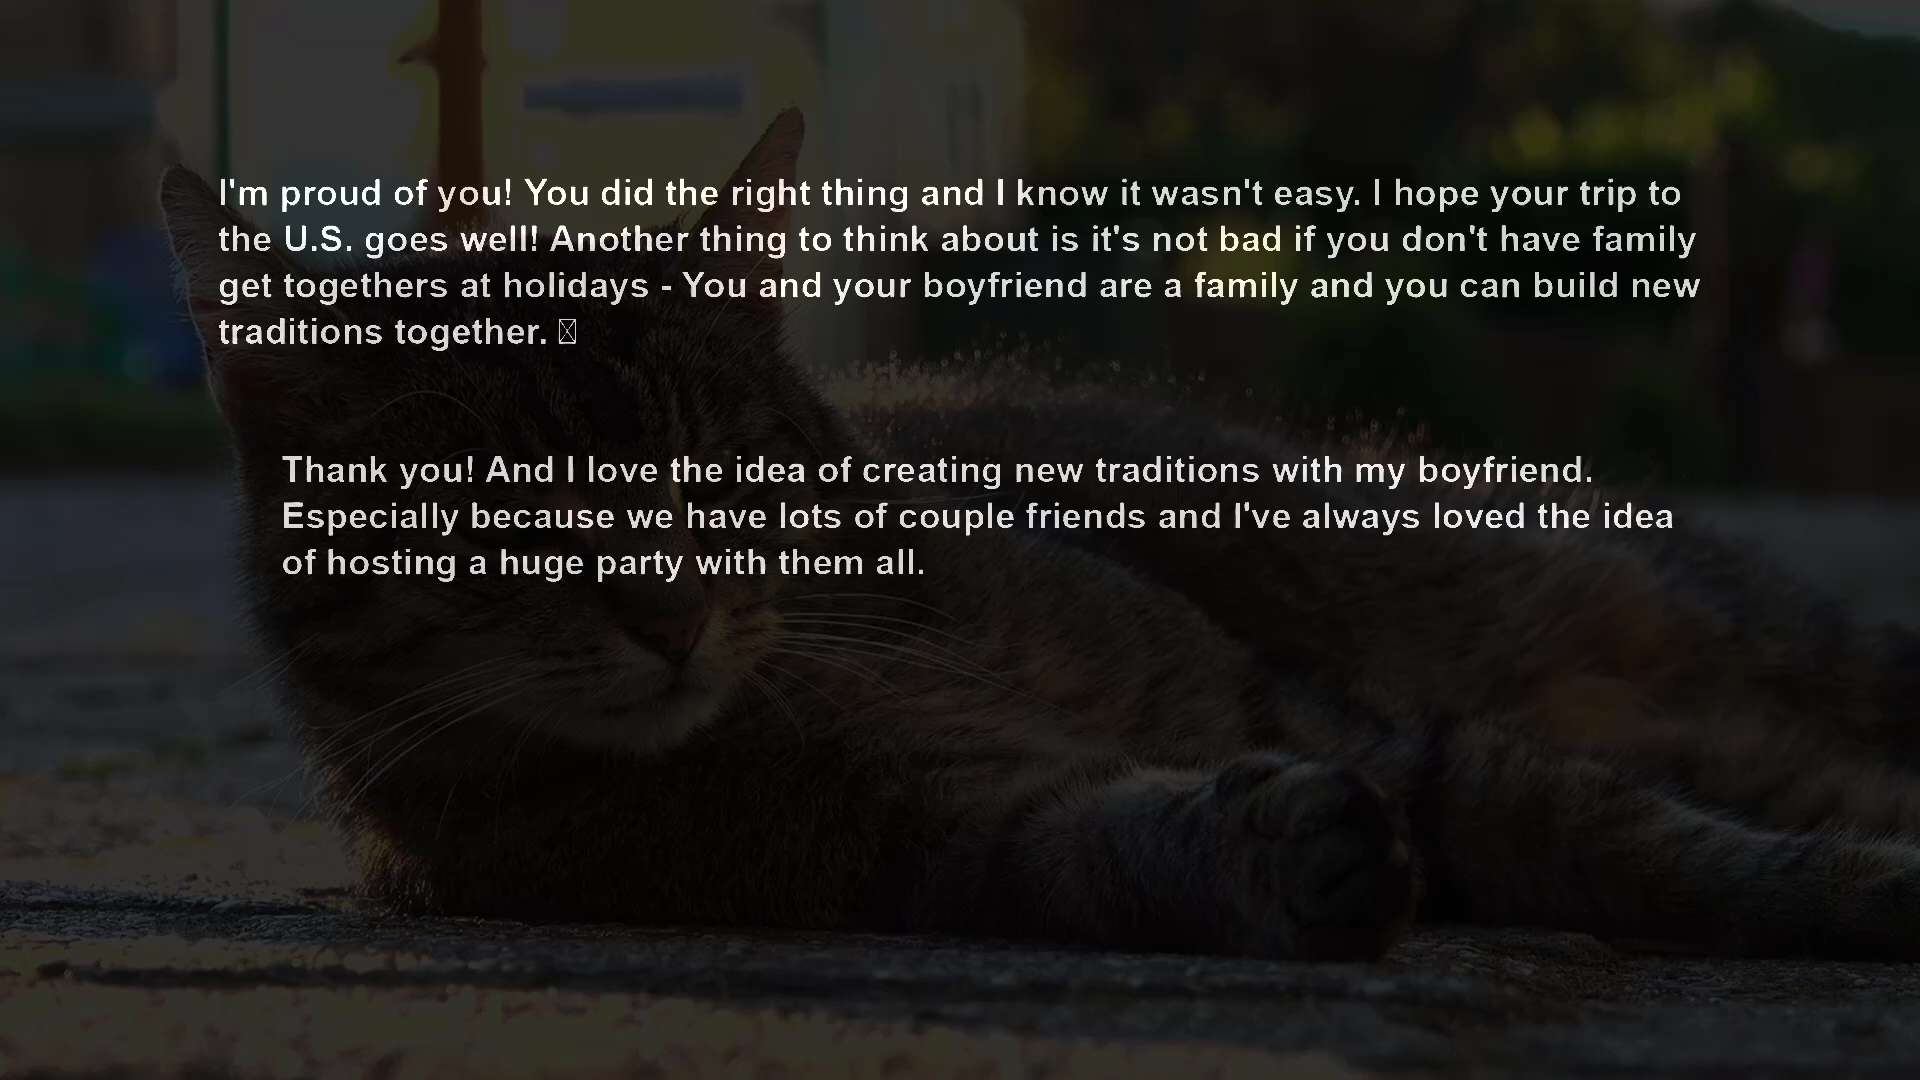 I'm proud of you! You did the right thing and I know it wasn't easy. I hope your trip to
the U.S. goes well! Another thing to think about is it's not bad if you don't have family
get togethers at holidays - You and your boyfriend are a family and you can build new
traditions together.
Thank you! And I love the idea of creating new traditions with my boyfriend.
Especially because we have lots of couple friends and I've always loved the idea
of hosting a huge party with them all.